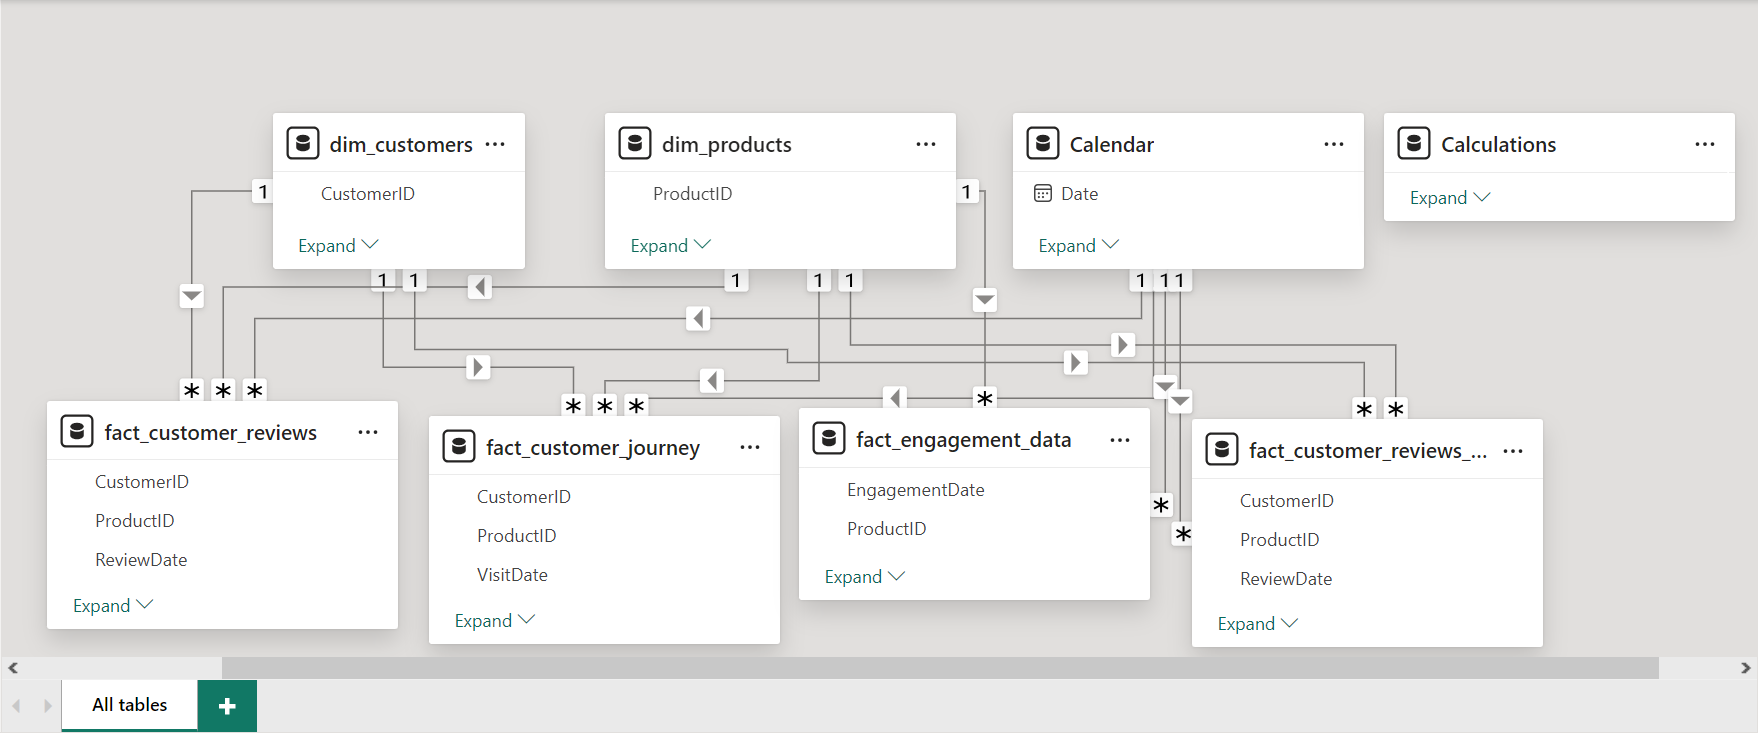 dim_customers ...
CustomerID
Expand
dim_products ...
ProductID
Expand
Calendar ...
Date
Expand
Calculations ...
Expand
1
1
1
1
1
1
1
1
1
1
* * *
* * *
*
* *
*
*
fact_customer_reviews ...
CustomerID
ProductID
ReviewDate
Expand
fact_customer_journey ...
CustomerID
ProductID
VisitDate
Expand
fact_engagement_data ...
EngagementDate
ProductID
Expand
fact_customer_reviews_... ...
CustomerID
ProductID
ReviewDate
Expand
All tables
+